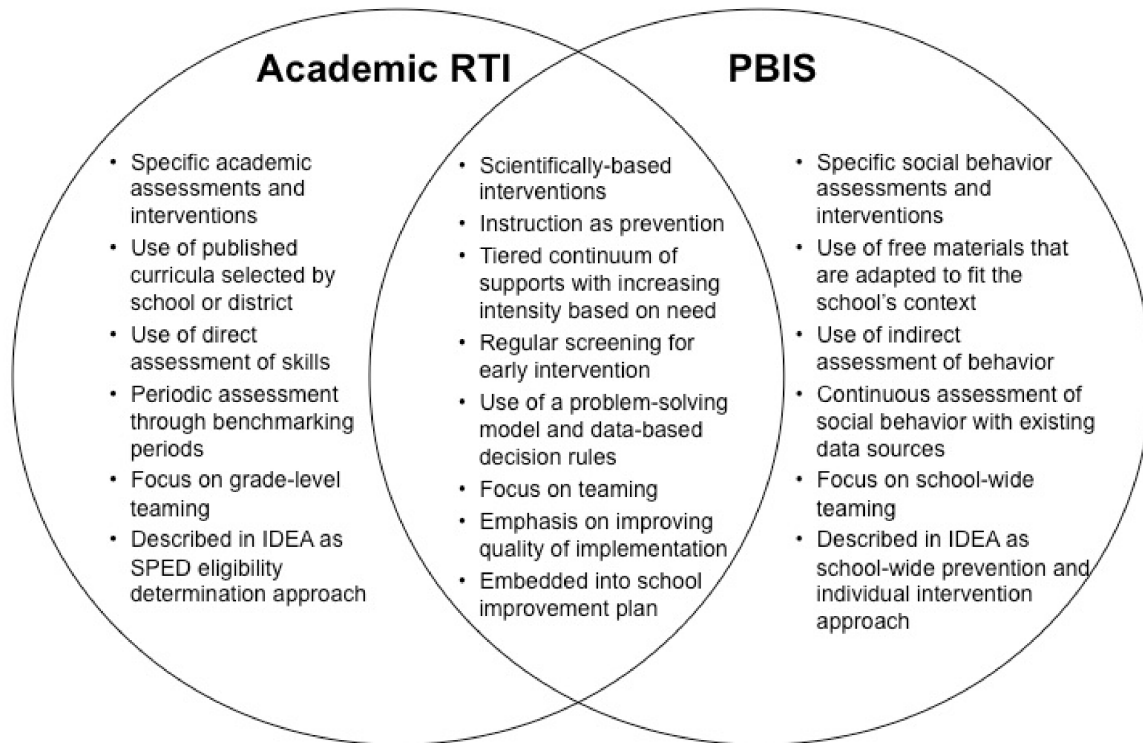 Academic RTI
PBIS
• Specific academic
assessments and
interventions
• Use of published
curricula selected by
school or district
• Use of direct
assessment of skills
• Periodic assessment
through benchmarking
periods
• Focus on grade-level
teaming
• Described in IDEA as
SPED eligibility
determination approach
• Scientifically-based
interventions
• Instruction as prevention
• Tiered continuum of
supports with increasing
intensity based on need
• Regular screening for
early intervention
• Use of a problem-solving
model and data-based
decision rules
• Focus on teaming
• Emphasis on improving
quality of implementation
• Embedded into school
improvement plan
• Specific social behavior
assessments and
interventions
• Use of free materials that
are adapted to fit the
school's context
• Use of indirect
assessment of behavior
• Continuous assessment of
social behavior with existing
data sources
• Focus on school-wide
teaming
• Described in IDEA as
school-wide prevention and
individual intervention
approach